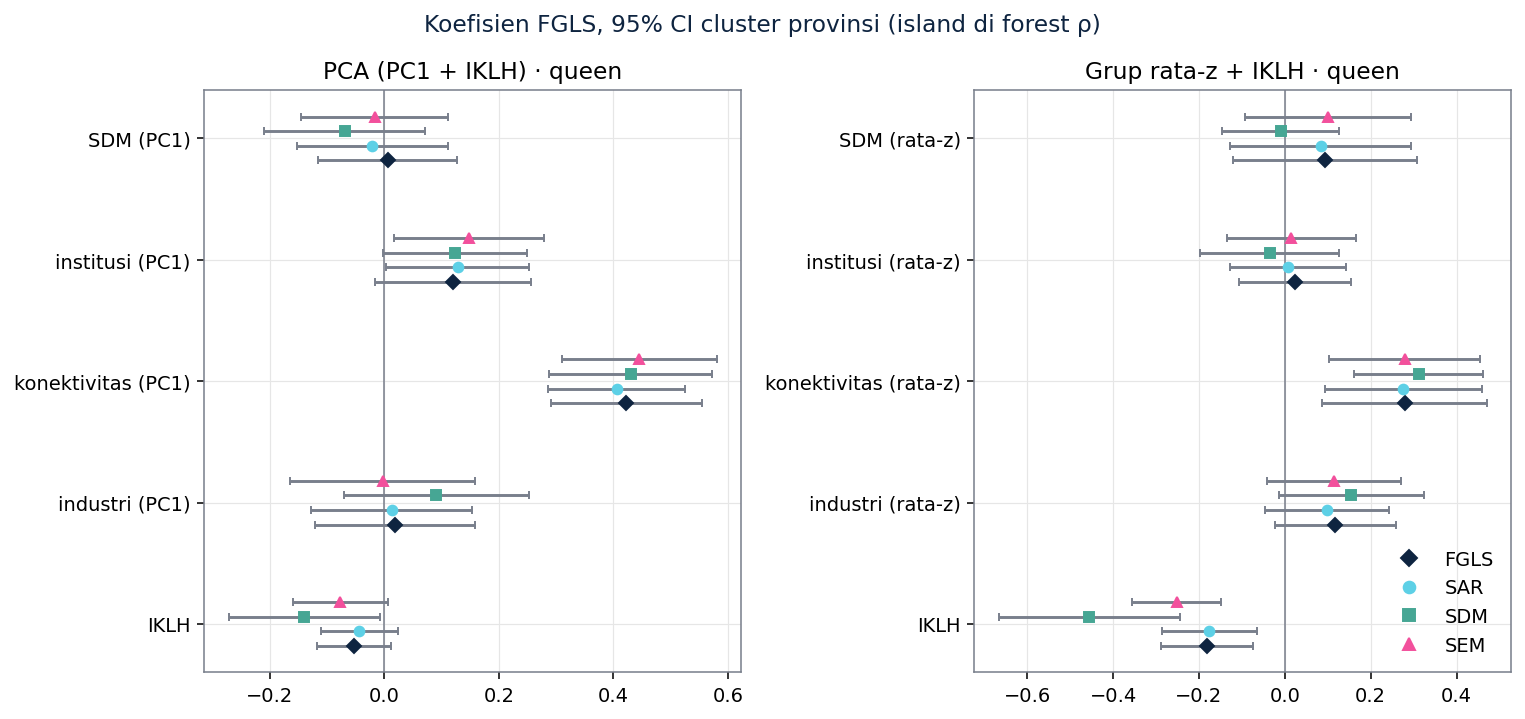 Koefisien FGLS, 95% CI cluster provinsi (island di forest ρ)
PCA (PC1 + IKLH) · queen
SDM (PC1)
institusi (PC1)
konektivitas (PC1)
industri (PC1)
IKLH
−0.2 0.0 0.2 0.4 0.6
Grup rata-z + IKLH · queen
SDM (rata-z)
institusi (rata-z)
konektivitas (rata-z)
industri (rata-z)
IKLH
−0.6 −0.4 −0.2 0.0 0.2 0.4
FGLS
SAR
SDM
SEM